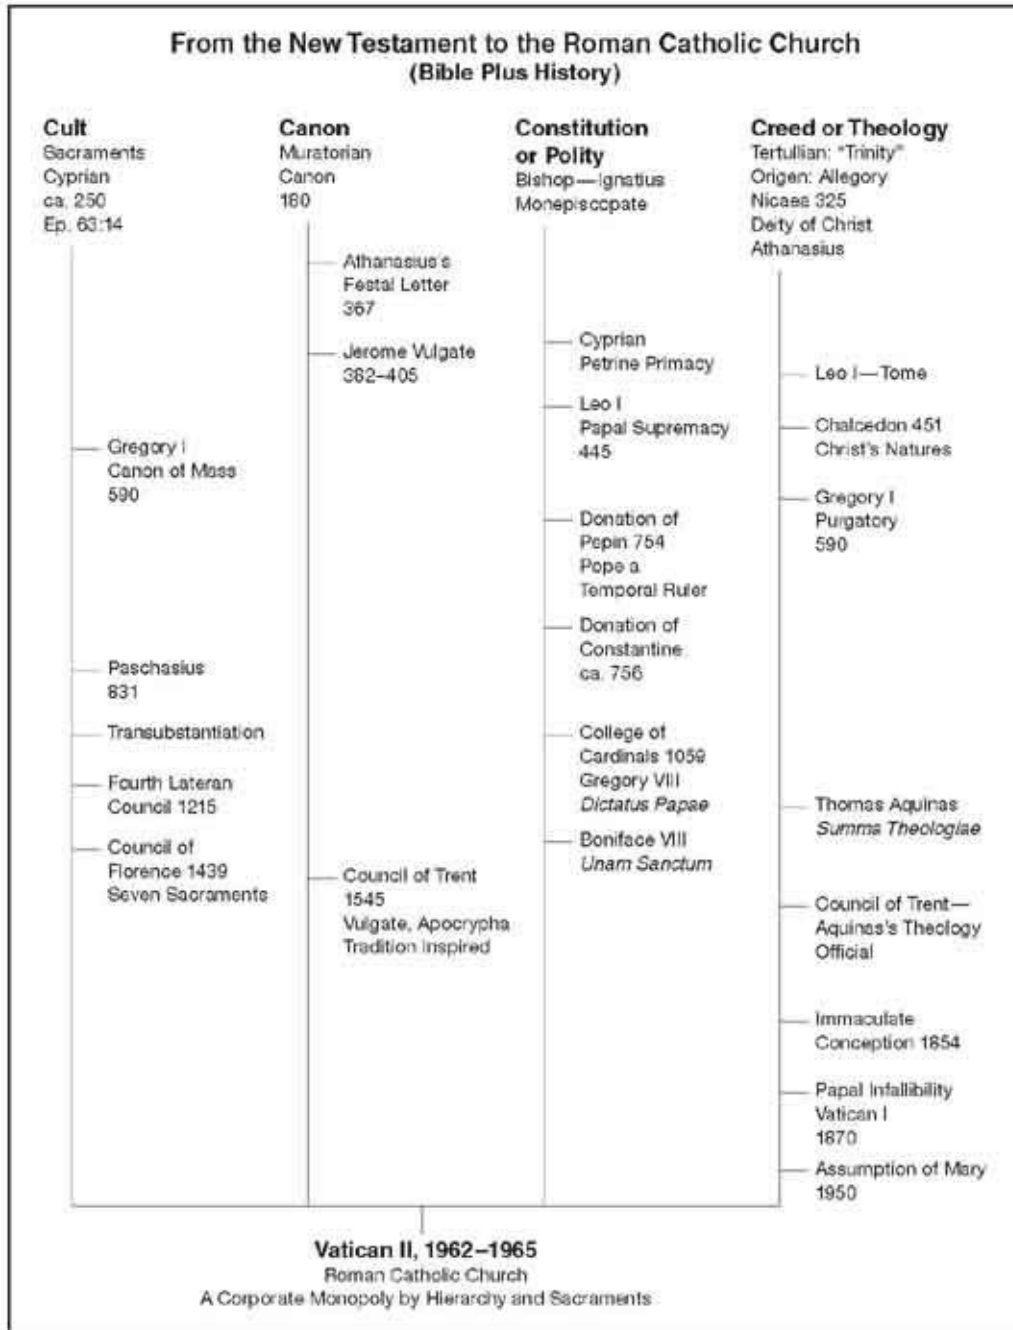 From the New Testament to the Roman Catholic Church
(Bible Plus History)
Cult
Sacraments
Cyprian
ca. 250
Ep. 63:14
Gregory I
Canon of Mass
590
Paschasius
831
Transubstantiation
Fourth Lateran
Council 1215
Council of
Florence 1439
Seven Sacraments
Canon
Muratorian
Canon
180
Athanasius's
Festal Letter
367
Jerome Vulgate
382–405
Council of Trent
1545
Vulgate, Apocrypha
Tradition Inspired
Constitution
or Polity
Bishop—Ignatius
Monepiscopate
Cyprian
Petrine Primacy
Leo I
Papal Supremacy
445
Donation of
Pepin 754
Pope a
Temporal Ruler
Donation of
Constantine
ca. 756
College of
Cardinals 1059
Gregory VIII
Dictatus Papae
Boniface VIII
Unam Sanctum
Creed or Theology
Tertullian: “Trinity”
Origen: Allegory
Nicaea 325
Deity of Christ
Athanasius
Leo I—Tome
Chalcedon 451
Christ's Natures
Gregory I
Purgatory
590
Thomas Aquinas
Summa Theologiae
Council of Trent—
Aquinas's Theology
Official
Immaculate
Conception 1854
Papal Infallibility
Vatican I
1870
Assumption of Mary
1950
Vatican II, 1962–1965
Roman Catholic Church
A Corporate Monopoly by Hierarchy and Sacraments